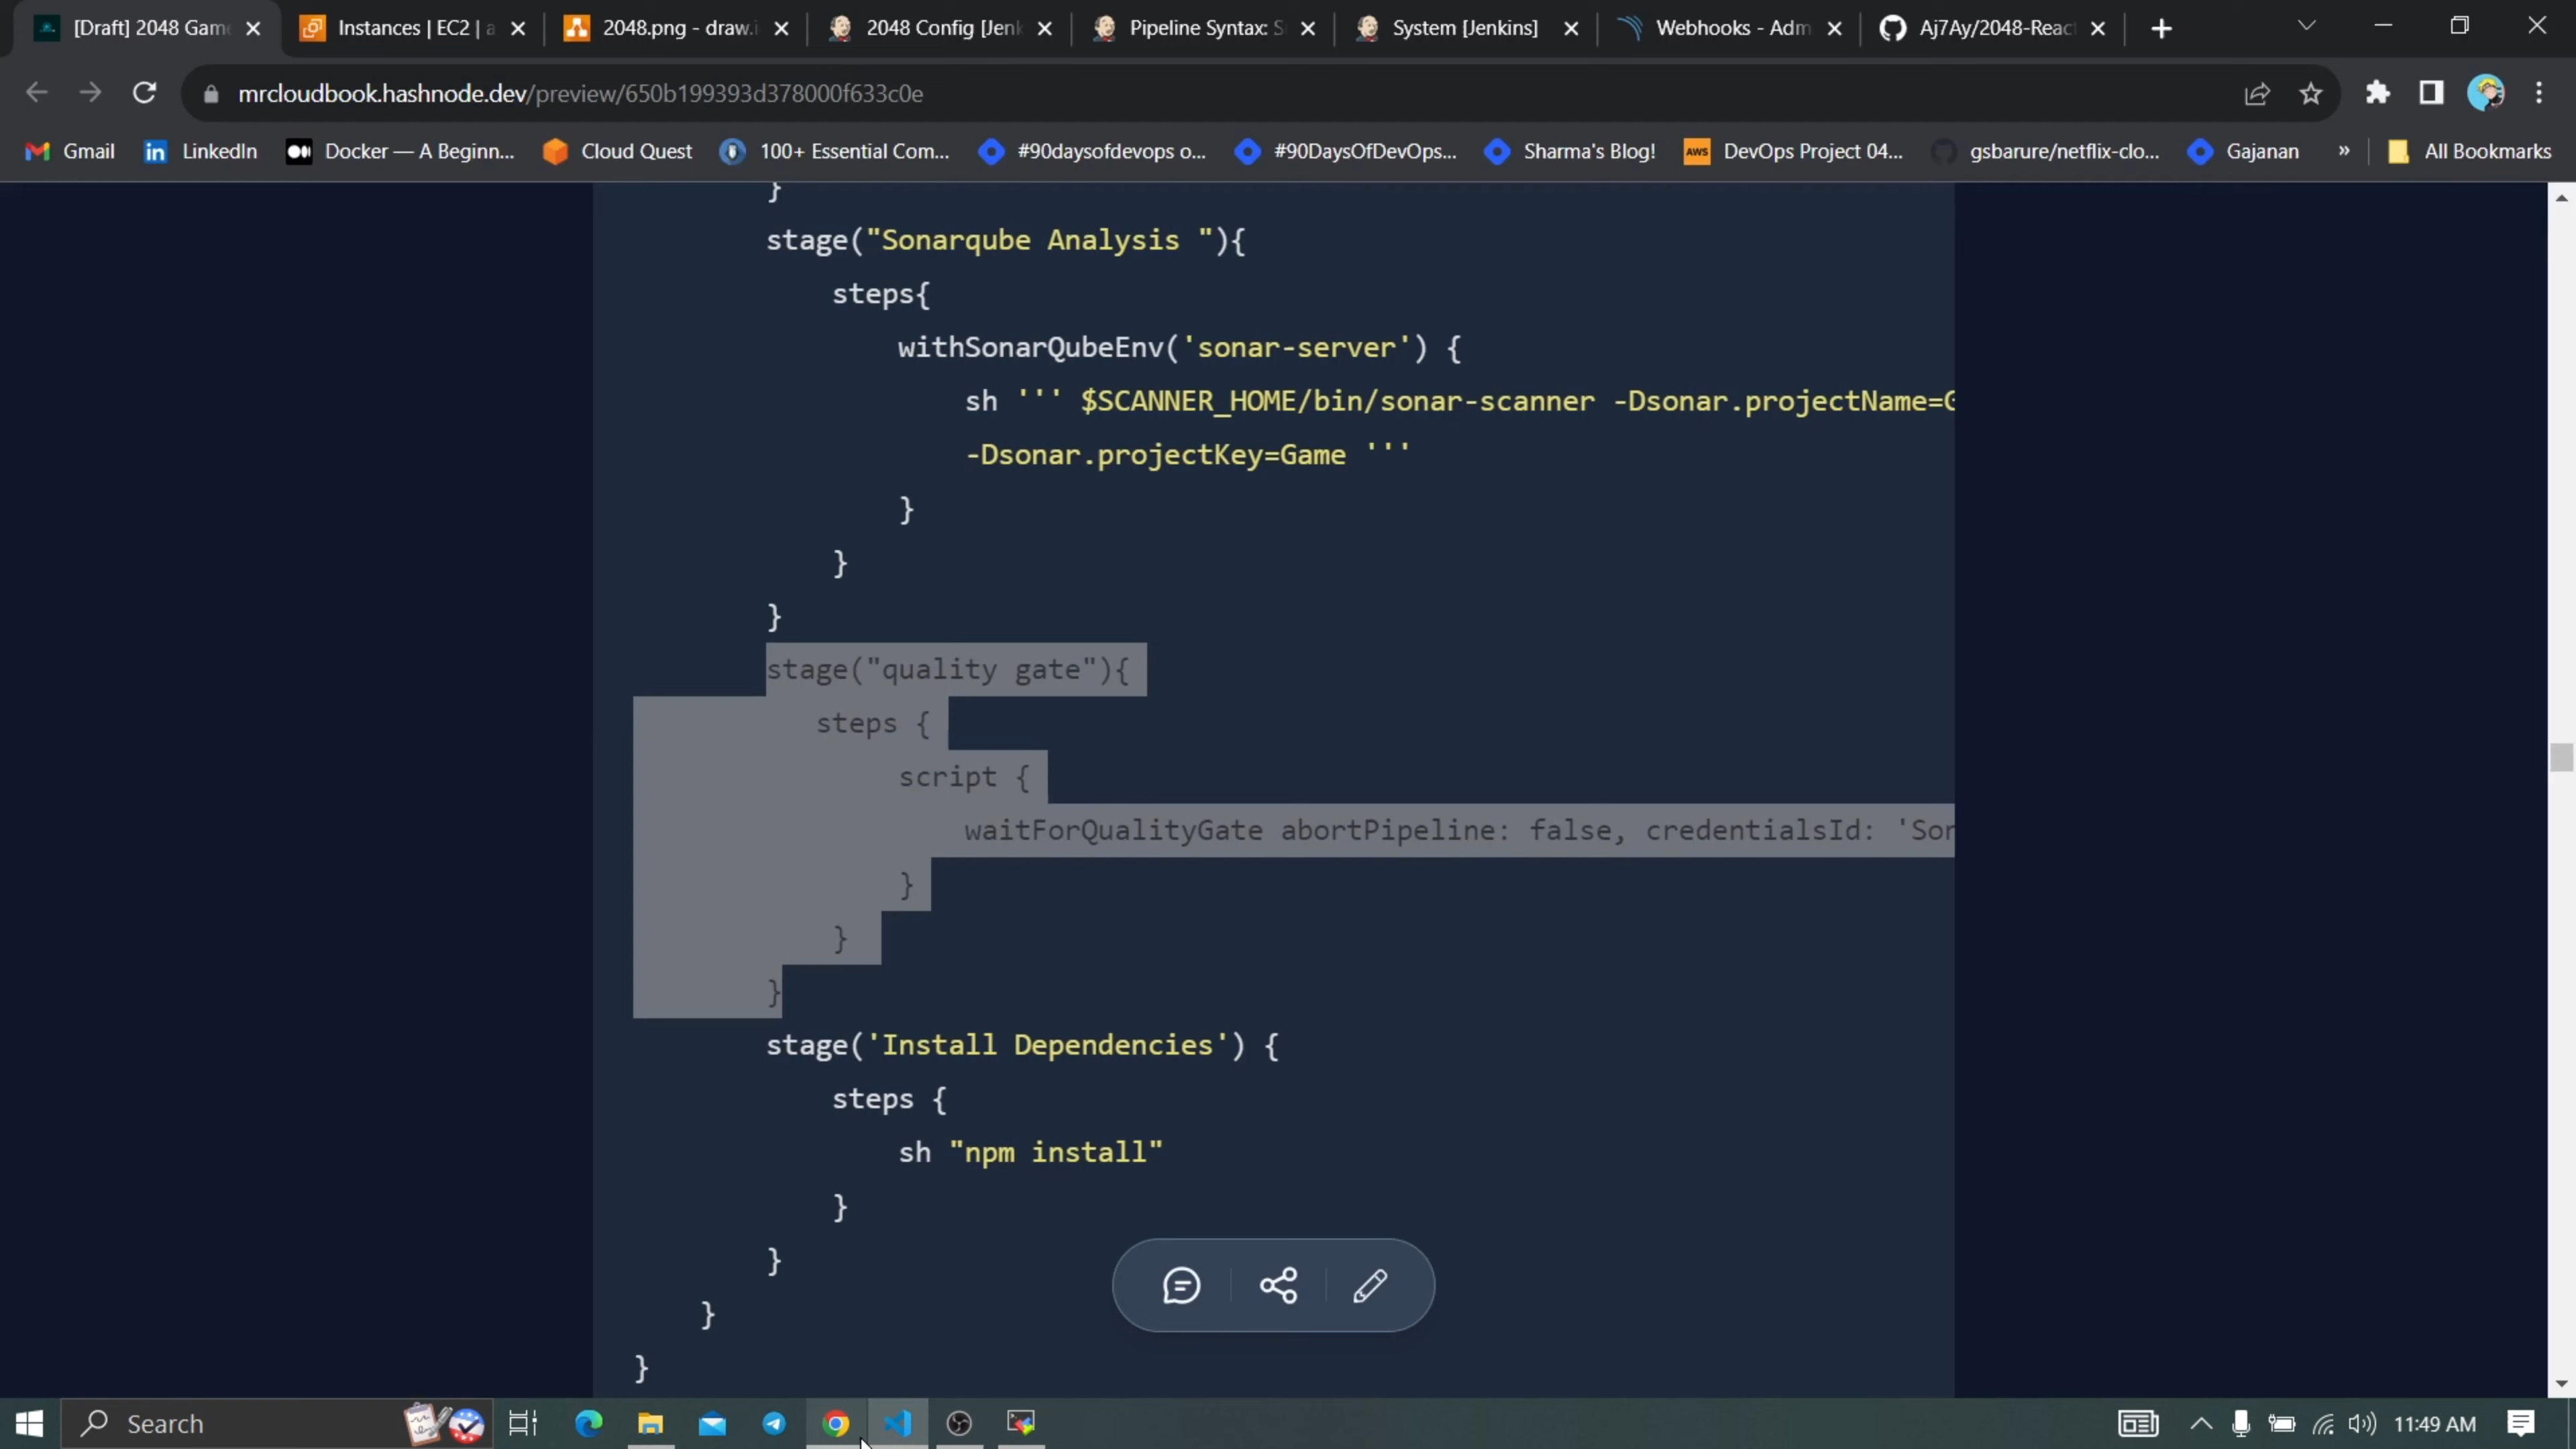 [Draft] 2048 Game
Instances | EC2 | a
2048.png - draw.i
2048 Config [Jenk
Pipeline Syntax: S
System [Jenkins]
Webhooks - Adm
Aj7Ay/2048-Reac
mrcloudbook.hashnode.dev/preview/650b199393d378000f633c0e
Gmail
LinkedIn
Docker — A Beginn...
Cloud Quest
100+ Essential Com...
#90daysofdevops o...
#90DaysOfDevOps...
Sharma's Blog!
aws
DevOps Project 04...
gsbarure/netflix-clo...
Gajanan
»
All Bookmarks
}
stage("Sonarqube Analysis "){
steps{
withSonarQubeEnv('sonar-server') {
sh ''' $SCANNER_HOME/bin/sonar-scanner -Dsonar.projectName=G
-Dsonar.projectKey=Game '''
}
}
}
stage("quality gate"){
steps {
script {
waitForQualityGate abortPipeline: false, credentialsId: 'Son
}
}
}
stage('Install Dependencies') {
steps {
sh "npm install"
}
}
}
}
Search
11:49 AM